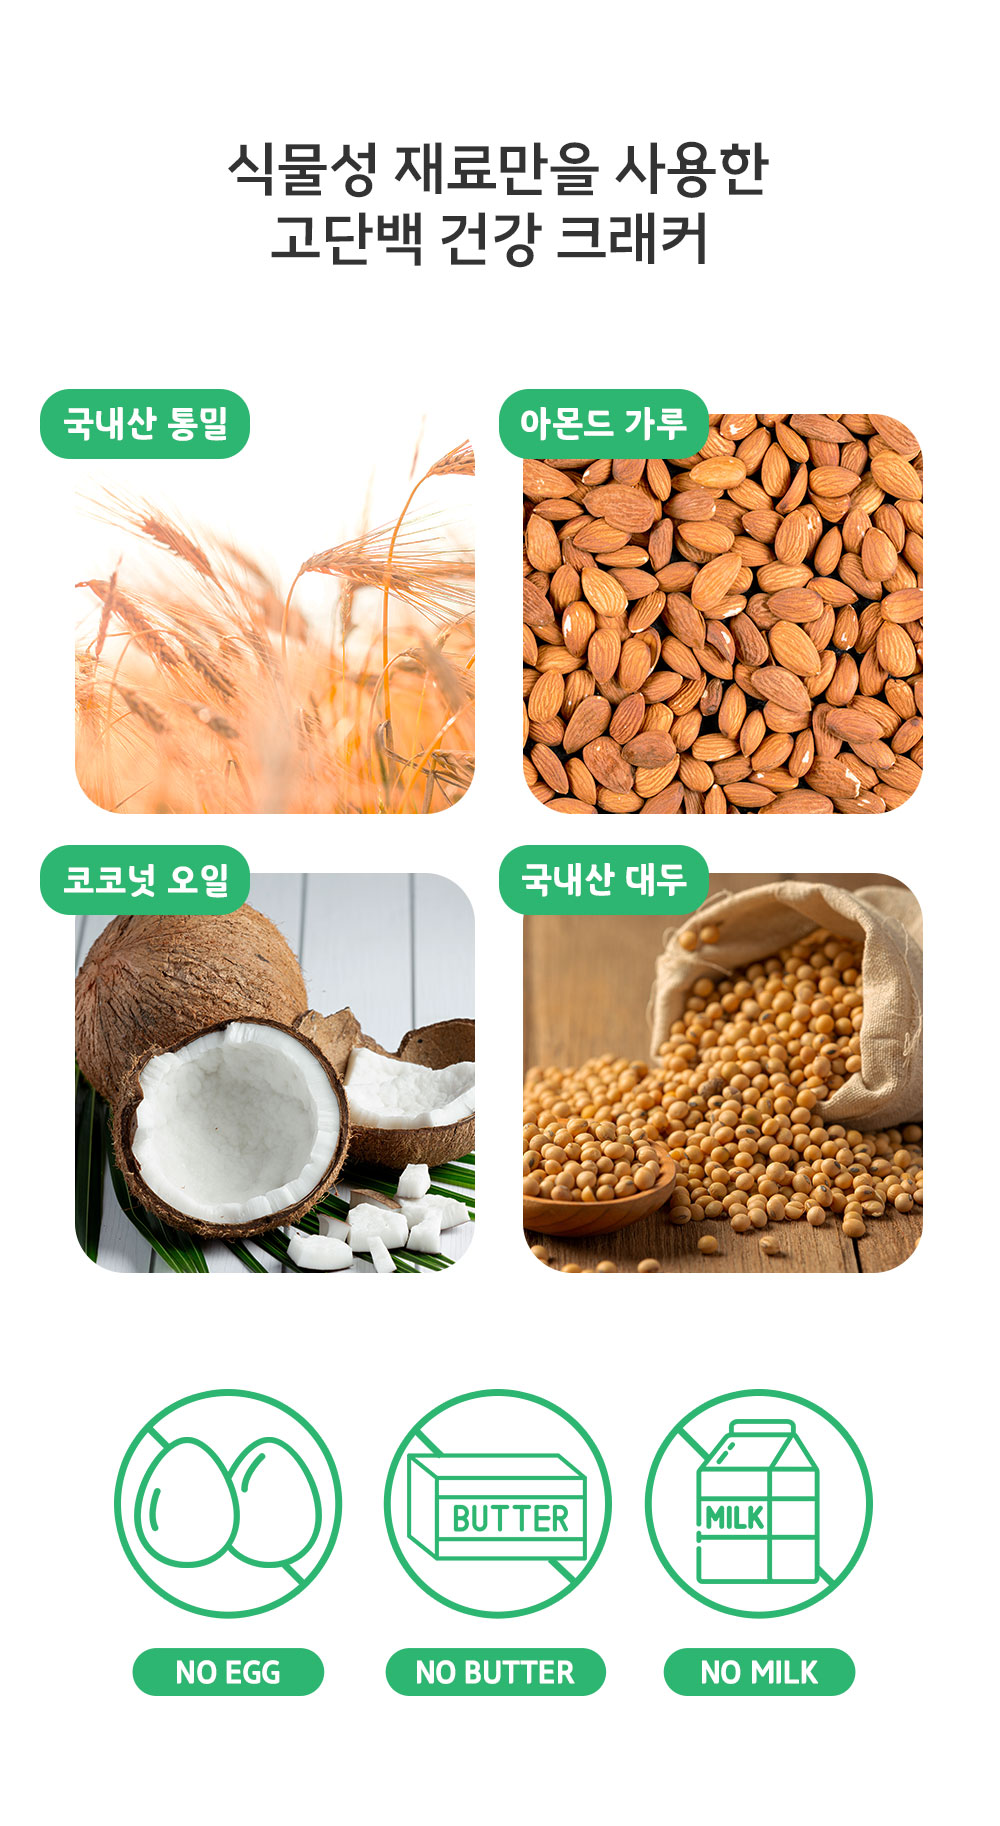 식물성 재료만을 사용한
고단백 건강 크래커
국내산 통밀
아몬드 가루
코코넛 오일
국내산 대두
BUTTER
MILK
NO EGG
NO BUTTER
NO MILK